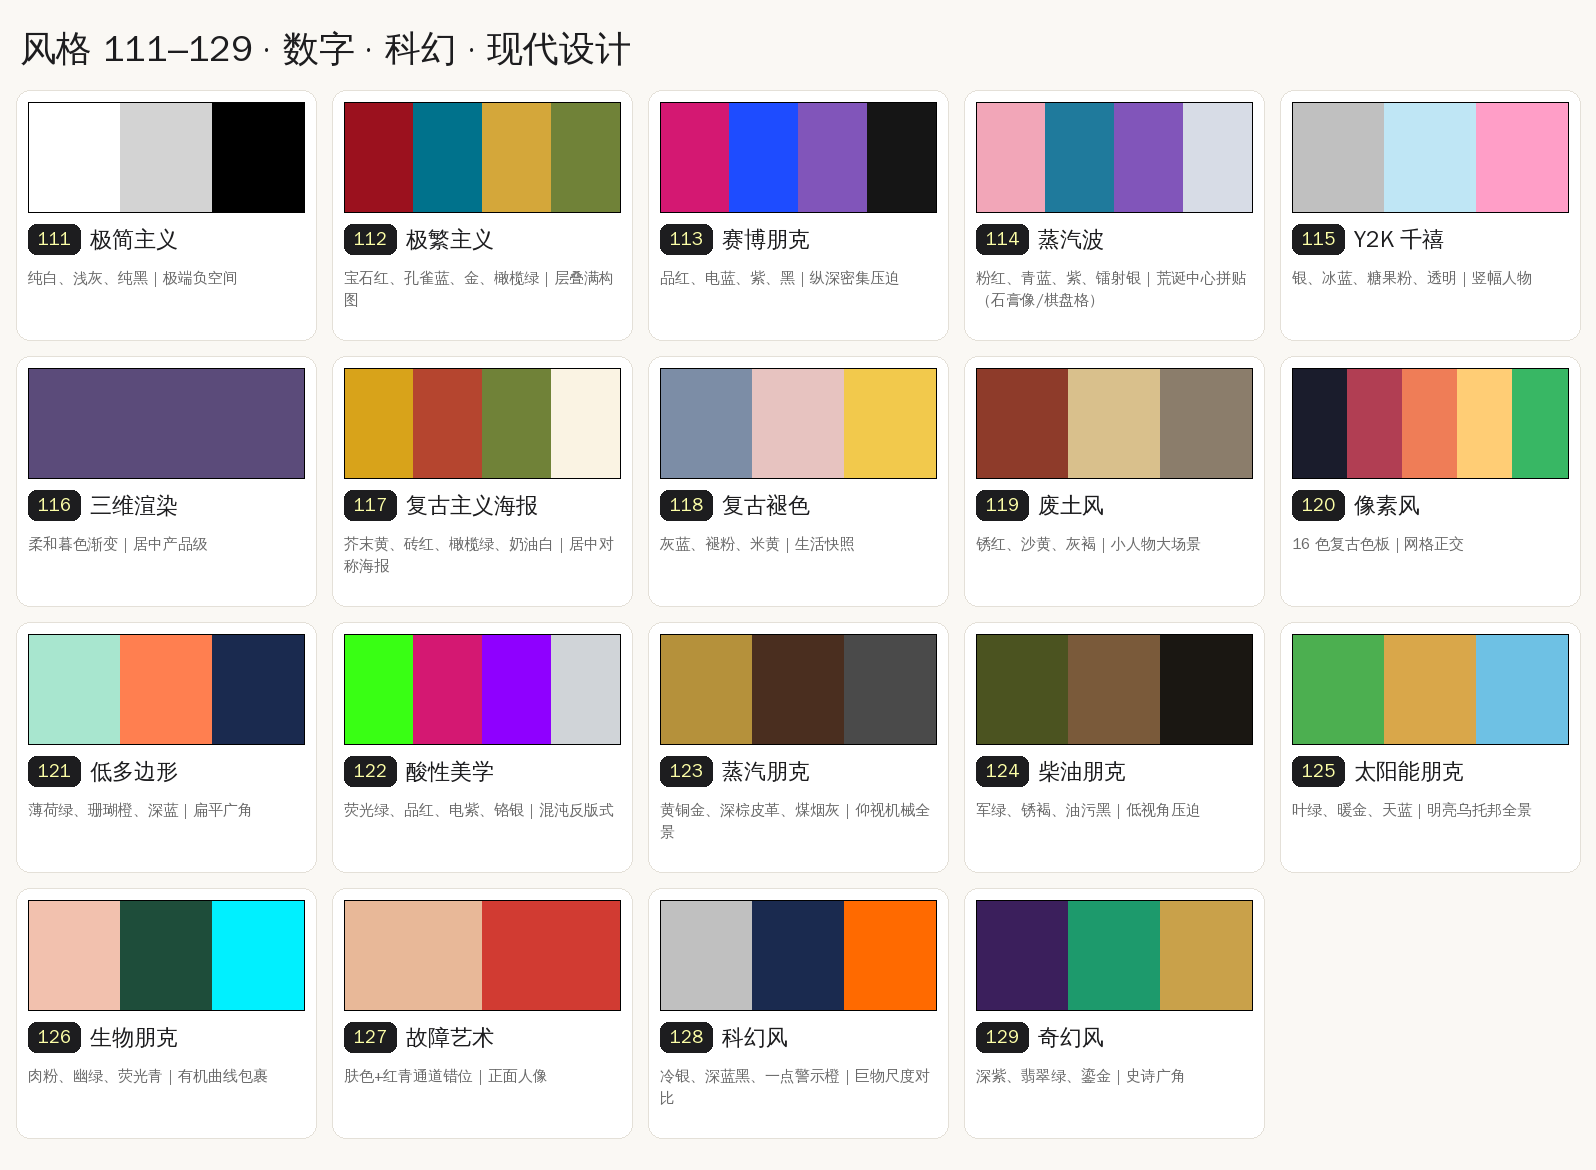 风格 111–129 · 数字 · 科幻 · 现代设计
111 极简主义
纯白、浅灰、纯黑｜极端负空间
112 极繁主义
宝石红、孔雀蓝、金、橄榄绿｜层叠满构
图
113 赛博朋克
品红、电蓝、紫、黑｜纵深密集压迫
114 蒸汽波
粉红、青蓝、紫、镭射银｜荒诞中心拼贴
（石膏像/棋盘格）
115 Y2K 千禧
银、冰蓝、糖果粉、透明｜竖幅人物
116 三维渲染
柔和暮色渐变｜居中产品级
117 复古主义海报
芥末黄、砖红、橄榄绿、奶油白｜居中对
称海报
118 复古褪色
灰蓝、褪粉、米黄｜生活快照
119 废土风
锈红、沙黄、灰褐｜小人物大场景
120 像素风
16 色复古色板｜网格正交
121 低多边形
薄荷绿、珊瑚橙、深蓝｜扁平广角
122 酸性美学
荧光绿、品红、电紫、铬银｜混沌反版式
123 蒸汽朋克
黄铜金、深棕皮革、煤烟灰｜仰视机械全
景
124 柴油朋克
军绿、锈褐、油污黑｜低视角压迫
125 太阳能朋克
叶绿、暖金、天蓝｜明亮乌托邦全景
126 生物朋克
肉粉、幽绿、荧光青｜有机曲线包裹
127 故障艺术
肤色+红青通道错位｜正面人像
128 科幻风
冷银、深蓝黑、一点警示橙｜巨物尺度对
比
129 奇幻风
深紫、翡翠绿、鎏金｜史诗广角